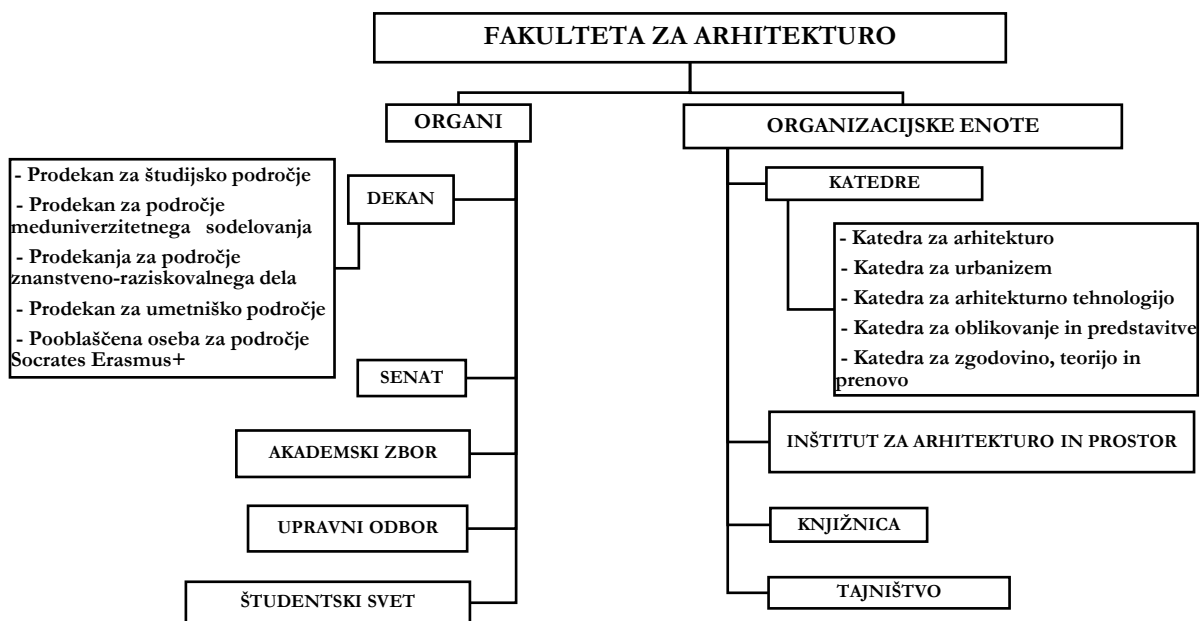 FAKULTETA ZA ARHITEKTURO
ORGANI
- Prodekan za študijsko področje
- Prodekan za področje
meduniverzitetnega sodelovanja
- Prodekanja za področje
znanstveno-raziskovalnega dela
- Prodekan za umetniško področje
- Pooblaščena oseba za področje
Socrates Erasmus+
DEKAN
SENAT
AKADEMSKI ZBOR
UPRAVNI ODBOR
ŠTUDENTSKI SVET
ORGANIZACIJSKE ENOTE
KATEDRE
- Katedra za arhitekturo
- Katedra za urbanizem
- Katedra za arhitekturno tehnologijo
- Katedra za oblikovanje in predstavitve
- Katedra za zgodovino, teorijo in
prenovo
INŠTITUT ZA ARHITEKTURO IN PROSTOR
KNJIŽNICA
TAJNIŠTVO